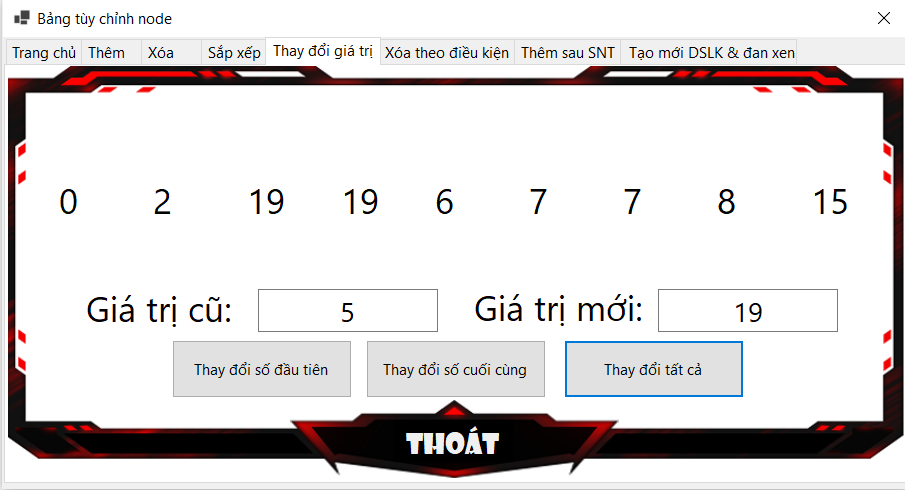 Bảng tùy chỉnh node
Trang chủ Thêm Xóa Sắp xếp Thay đổi giá trị Xóa theo điều kiện Thêm sau SNT Tạo mới DSLK & đan xen
0 2 19 19 6 7 7 8 15
Giá trị cũ: 5 Giá trị mới: 19
Thay đổi số đầu tiên Thay đổi số cuối cùng Thay đổi tất cả
THOÁT